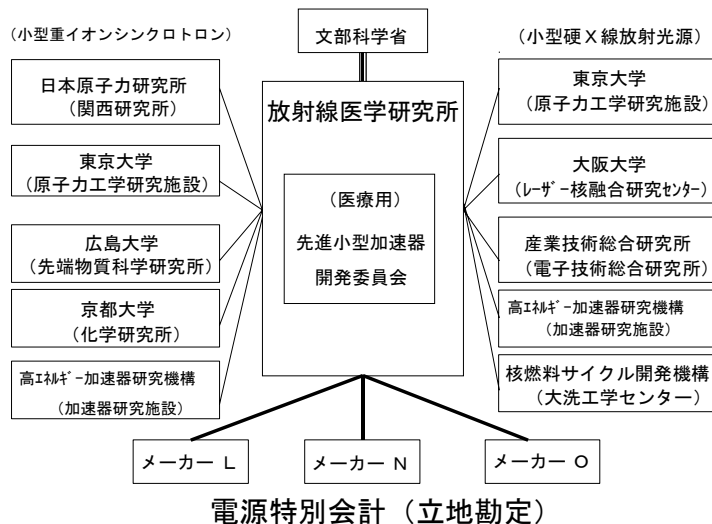 文部科学省
(小型重イオンシンクロトロン)
日本原子力研究所
(関西研究所)
東京大学
(原子力工学研究施設)
広島大学
(先端物質科学研究所)
京都大学
(化学研究所)
高エネルギー加速器研究機構
(加速器研究施設)
放射線医学研究所
(医療用)
先進小型加速器
開発委員会
(小型硬X線放射光源)
東京大学
(原子力工学研究施設)
大阪大学
(レーザー核融合研究センター)
産業技術総合研究所
(電子技術総合研究所)
高エネルギー加速器研究機構
(加速器研究施設)
核燃料サイクル開発機構
(大洗工学センター)
メーカー L
メーカー N
メーカー O
電源特別会計(立地勘定)